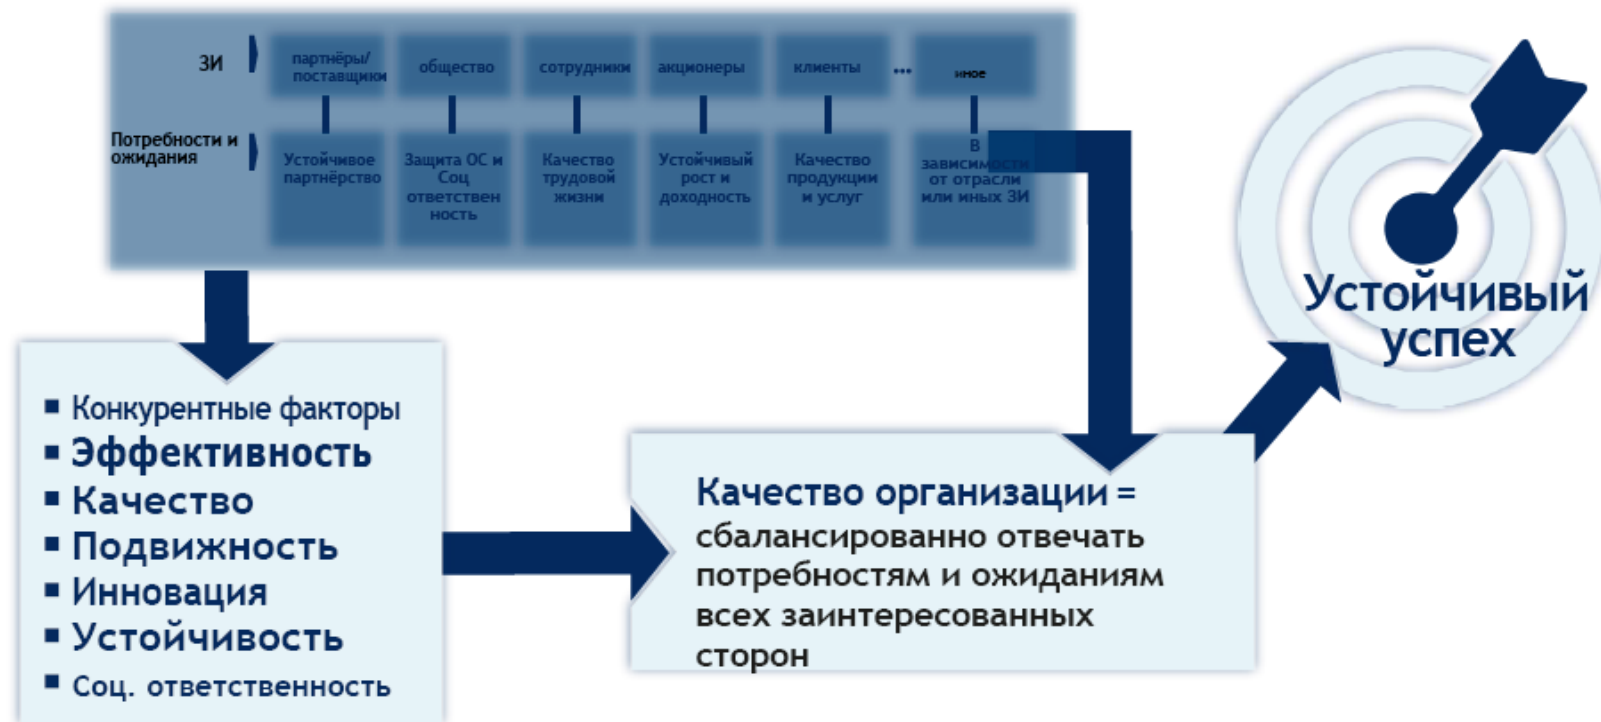 ЗИ
партнёры/
поставщики
общество
сотрудники
акционеры
клиенты
...
иное
Потребности и
ожидания
Устойчивое
партнёрство
Защита ОС и
Соц
ответствен
ность
Качество
трудовой
жизни
Устойчивый
рост и
доходность
Качество
продукции
и услуг
В
зависимости
от отрасли
или иных ЗИ
Устойчивый
успех
▪ Конкурентные факторы
▪ Эффективность
▪ Качество
▪ Подвижность
▪ Инновация
▪ Устойчивость
▪ Соц. ответственность
Качество организации =
сбалансированно отвечать
потребностям и ожиданиям
всех заинтересованных
сторон